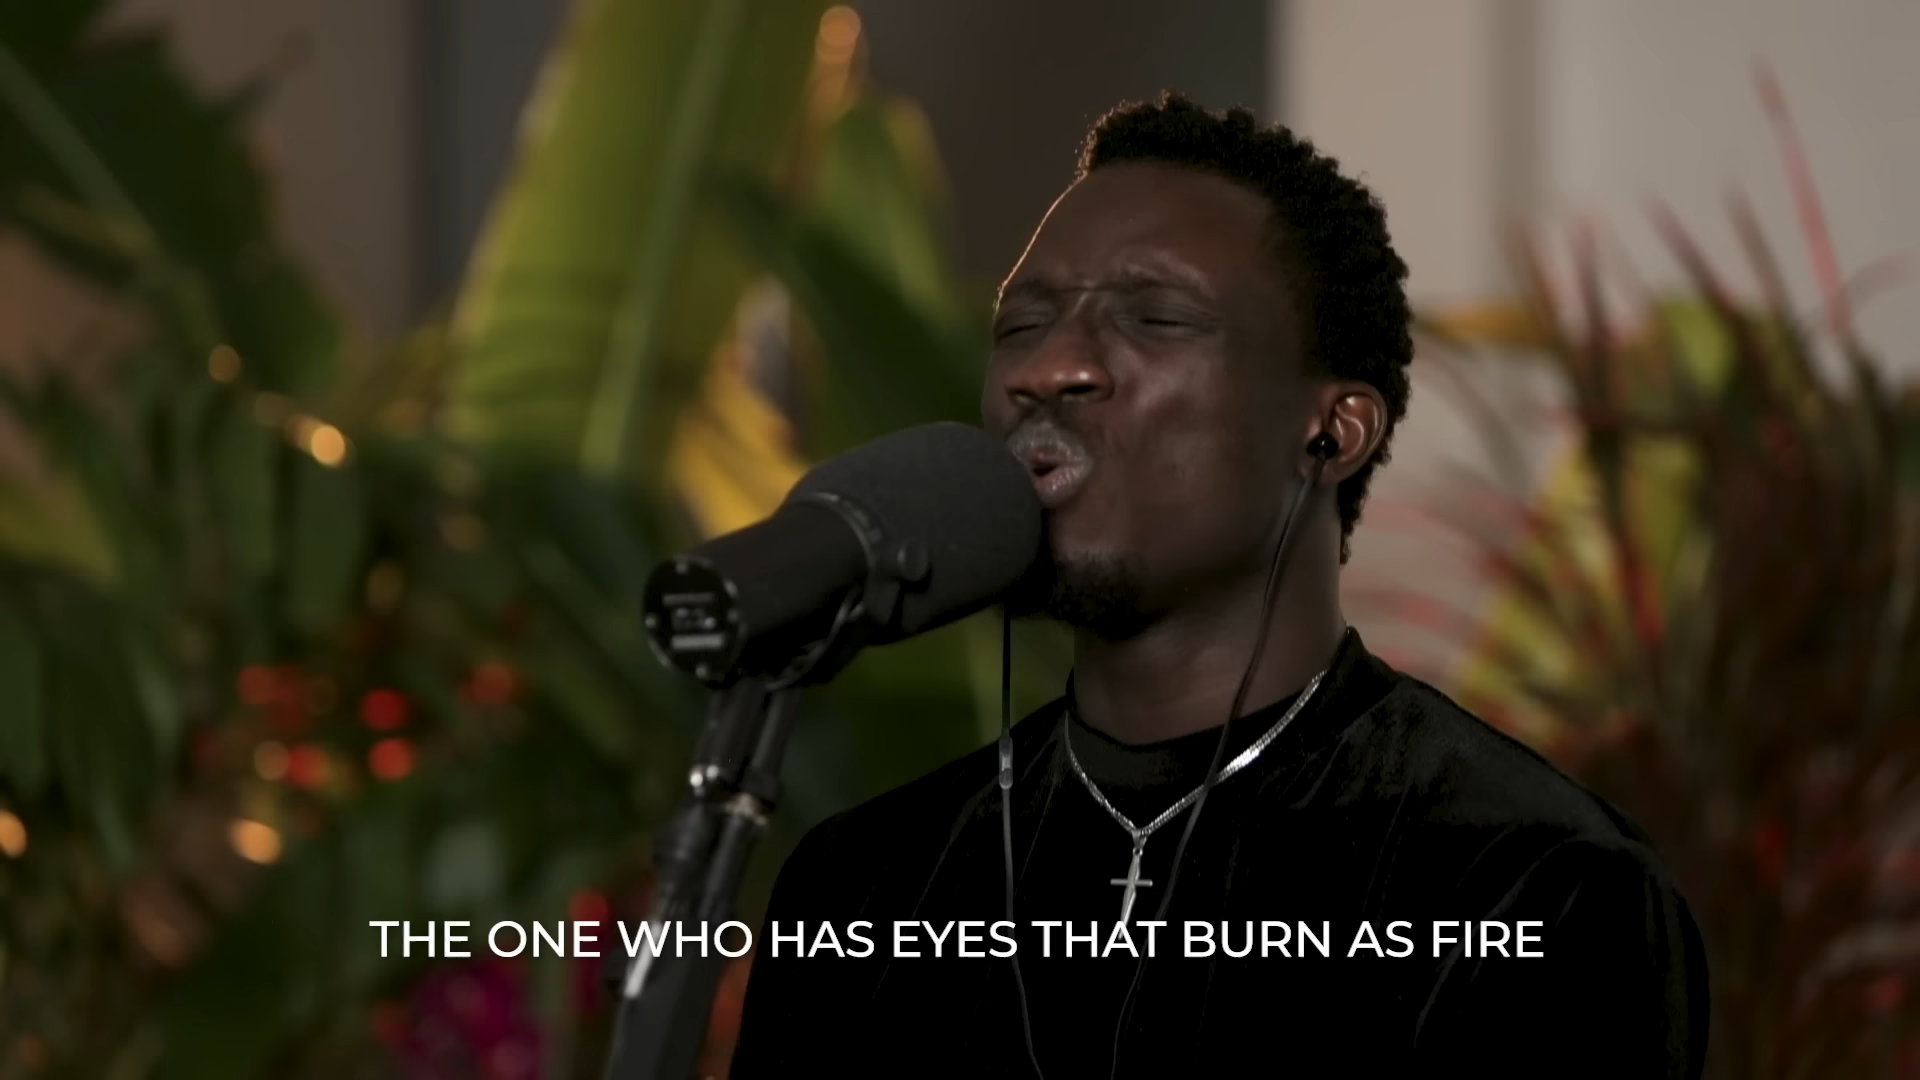 THE ONE WHO HAS EYES THAT BURN AS FIRE